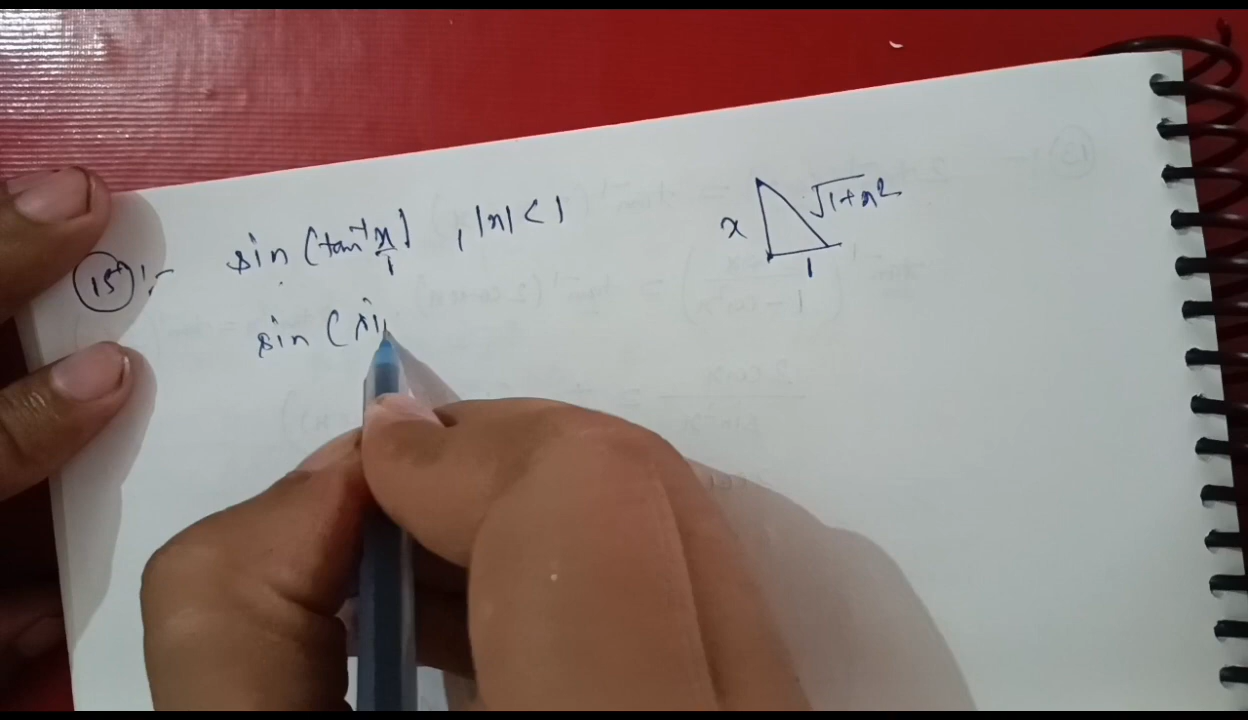 15 :- sin (tan⁻¹ x/1) , |x| < 1
x √1+x²
1
sin ( sin